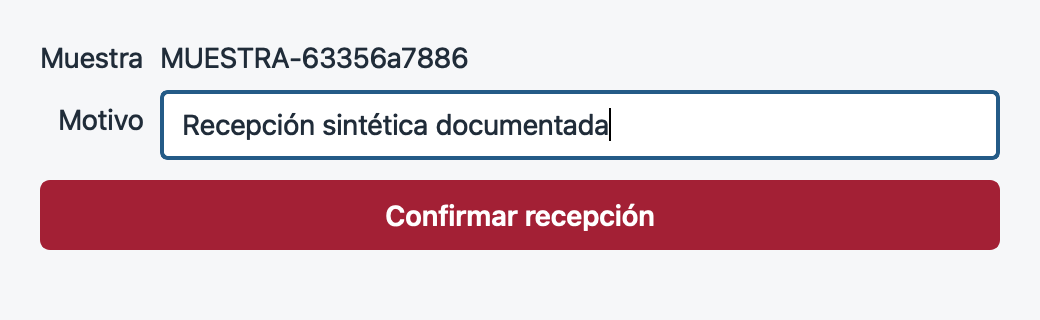 Muestra MUESTRA-63356a7886
Motivo Recepción sintética documentada
Confirmar recepción